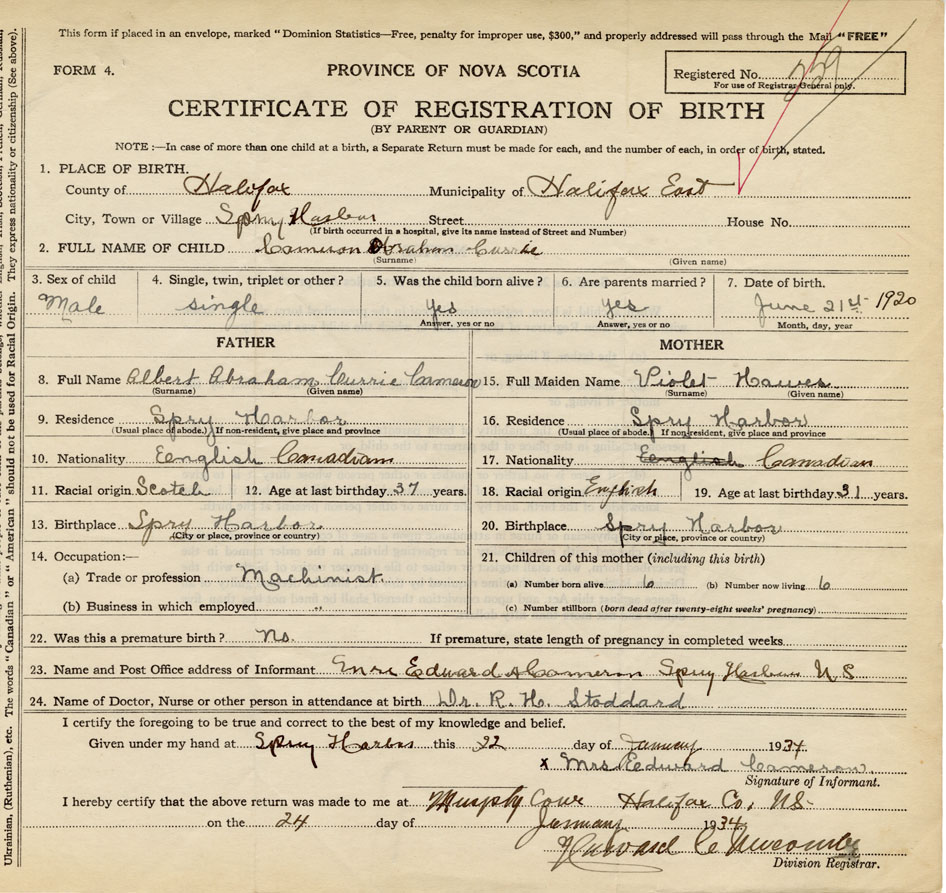 This form if placed in an envelope, marked "Dominion Statistics—Free, penalty for improper use, $300," and properly addressed will pass through the Mail "FREE"
FORM 4.
PROVINCE OF NOVA SCOTIA
Registered No. 259
For use of Registrar General only.
CERTIFICATE OF REGISTRATION OF BIRTH
(BY PARENT OR GUARDIAN)
NOTE :—In case of more than one child at a birth, a Separate Return must be made for each, and the number of each, in order of birth, stated.
1. PLACE OF BIRTH.
County of Halifax Municipality of Halifax East
City, Town or Village Spry Harbor Street House No.
(If birth occurred in a hospital, give its name instead of Street and Number)
2. FULL NAME OF CHILD Cameron Abraham Currie
(Surname) (Given name)
3. Sex of child 4. Single, twin, triplet or other? 5. Was the child born alive? 6. Are parents married? 7. Date of birth.
Male single yes yes June 21st 1920
Answer, yes or no Answer, yes or no Month, day, year
FATHER MOTHER
8. Full Name Albert Abraham Currie Cameron 15. Full Maiden Name Violet Hawes
(Surname) (Given name) (Surname) (Given name)
9. Residence Spry Harbor 16. Residence Spry Harbor
(Usual place of abode.) If non-resident, give place and province (Usual place of abode.) If non-resident, give place and province
10. Nationality Eenglish Canadian 17. Nationality Eenglish Canadian
11. Racial origin Scotch 12. Age at last birthday 37 years. 18. Racial origin English 19. Age at last birthday 31 years.
13. Birthplace Spry Harbor 20. Birthplace Spry Harbor
(City or place, province or country) (City or place, province or country)
14. Occupation:— 21. Children of this mother (including this birth)
(a) Trade or profession Machinist (a) Number born alive 6 (b) Number now living 6
(b) Business in which employed " (c) Number stillborn (born dead after twenty-eight weeks' pregnancy)
22. Was this a premature birth? No. If premature, state length of pregnancy in completed weeks
23. Name and Post Office address of Informant Edward Cameron Spry Harbor N S
24. Name of Doctor, Nurse or other person in attendance at birth Dr. R. H. Stoddard
I certify the foregoing to be true and correct to the best of my knowledge and belief.
Given under my hand at Spry Harbor this 22 day of January 1934.
x Mrs Eedward Cameron
Signature of Informant.
I hereby certify that the above return was made to me at Murphy Cove Halifax Co, NS
on the 24 day of January 1934.
Howard C Newcombe
Division Registrar.
Ukrainian, (Ruthenian), etc. The words "Canadian" or "American" should not be used for Racial Origin. They express nationality or citizenship (See above).